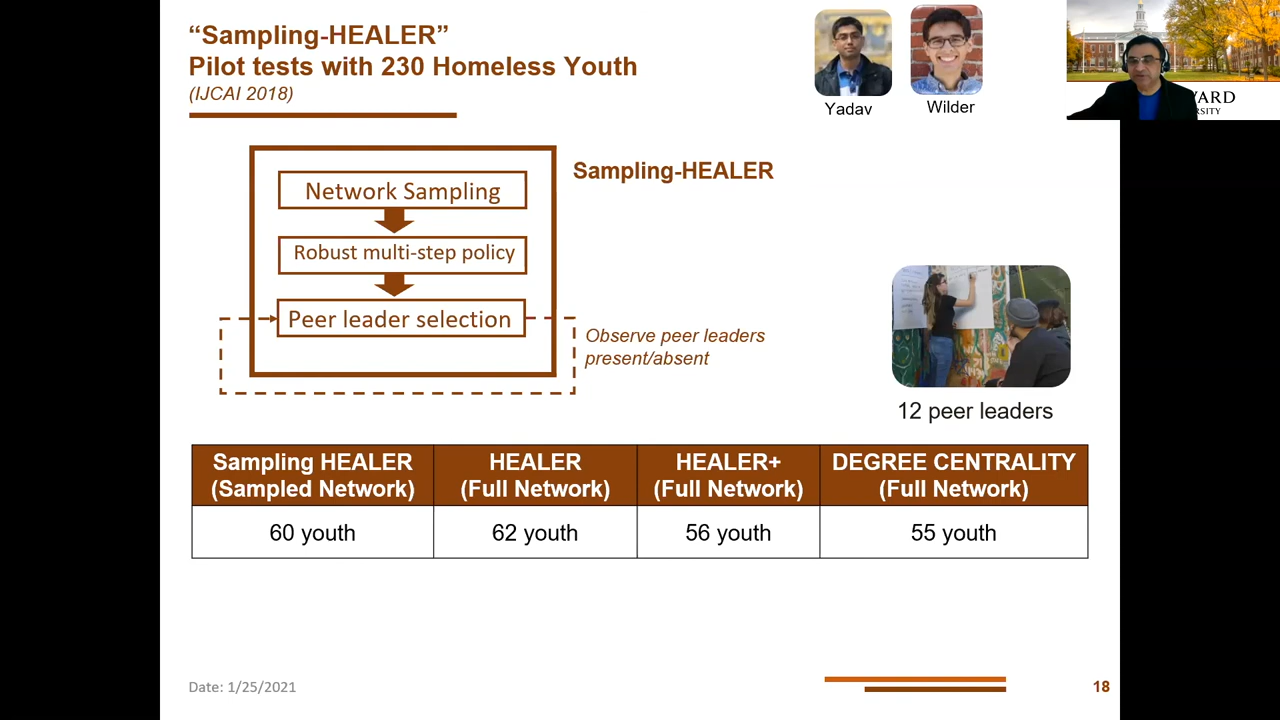 “Sampling-HEALER”
Pilot tests with 230 Homeless Youth
(IJCAI 2018)
Yadav
Wilder
VARD
RSITY
Network Sampling
Sampling-HEALER
Robust multi-step policy
Peer leader selection
Observe peer leaders
present/absent
12 peer leaders
Sampling HEALER
(Sampled Network)
HEALER
(Full Network)
HEALER+
(Full Network)
DEGREE CENTRALITY
(Full Network)
60 youth
62 youth
56 youth
55 youth
Date: 1/25/2021
18